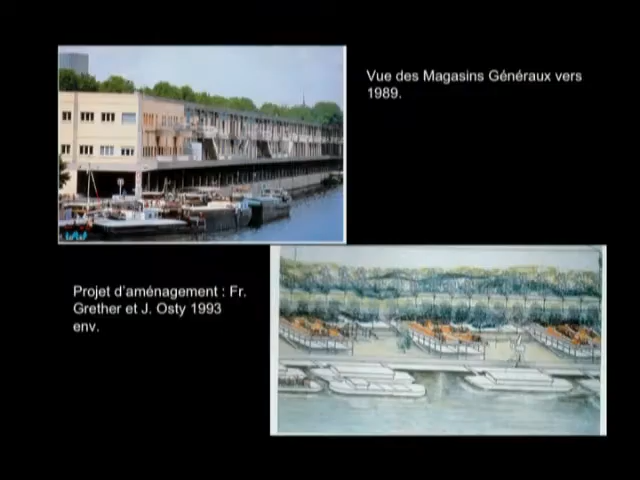 Vue des Magasins Généraux vers
1989.
Projet d'aménagement : Fr.
Grether et J. Osty 1993
env.